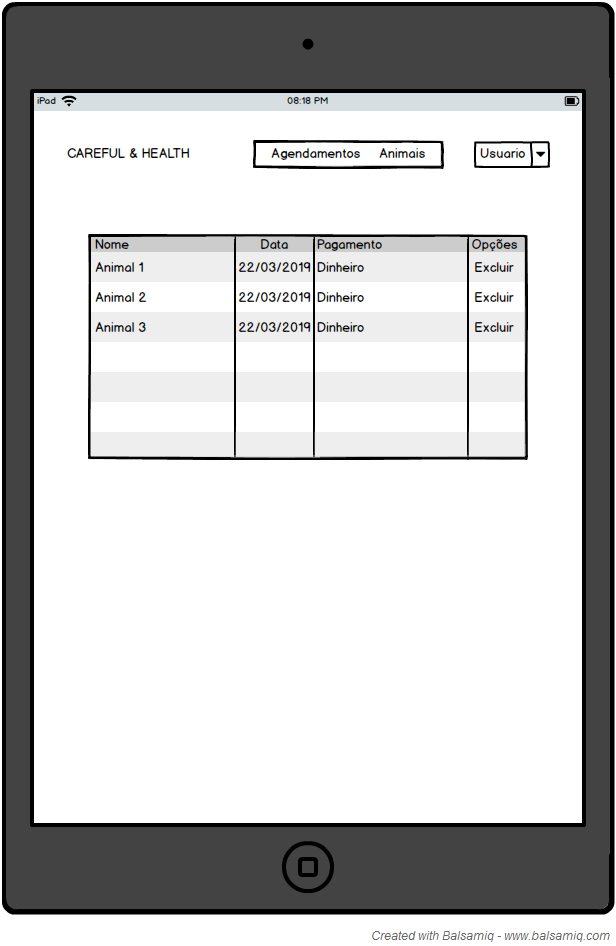 iPad 08:18 PM
CAREFUL & HEALTH Agendamentos Animais Usuario
Nome Data Pagamento Opções
Animal 1 22/03/2019 Dinheiro Excluir
Animal 2 22/03/2019 Dinheiro Excluir
Animal 3 22/03/2019 Dinheiro Excluir
Created with Balsamiq - www.balsamiq.com